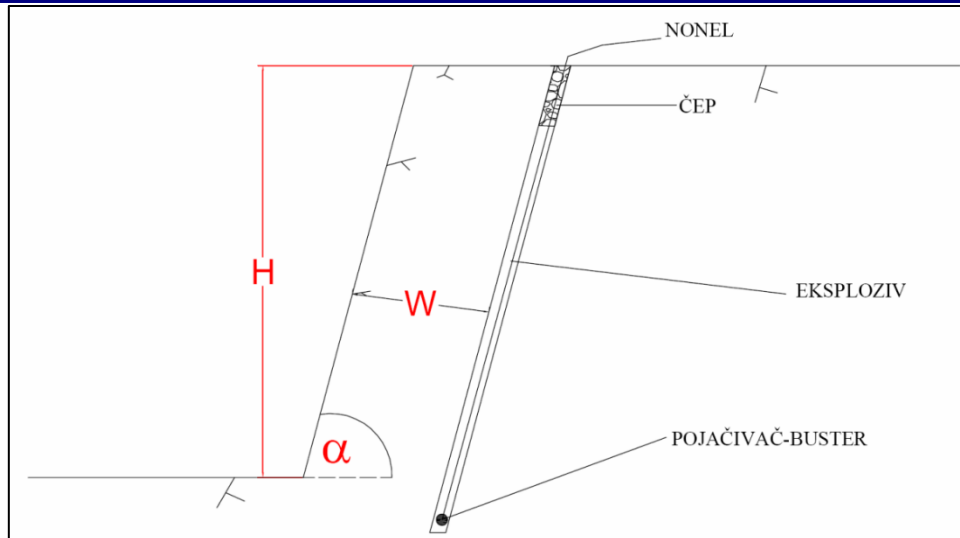 NONEL
ČEP
H
EKSPLOZIV
W
POJAČIVAČ-BUSTER
α